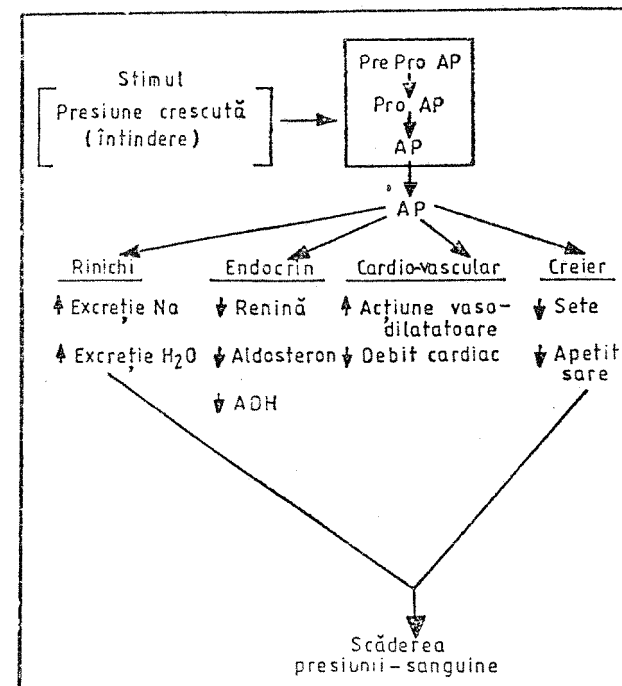 Stimul
Presiune crescută
(întindere)
Pre Pro AP
Pro AP
AP
AP
Rinichi
Excreție Na
Excreție H₂O
Endocrin
Renină
Aldosteron
ADH
Cardio-vascular
Acțiune vaso-
dilatatoare
Debit cardiac
Creier
Sete
Apetit
sare
Scăderea
presiunii-sanguine